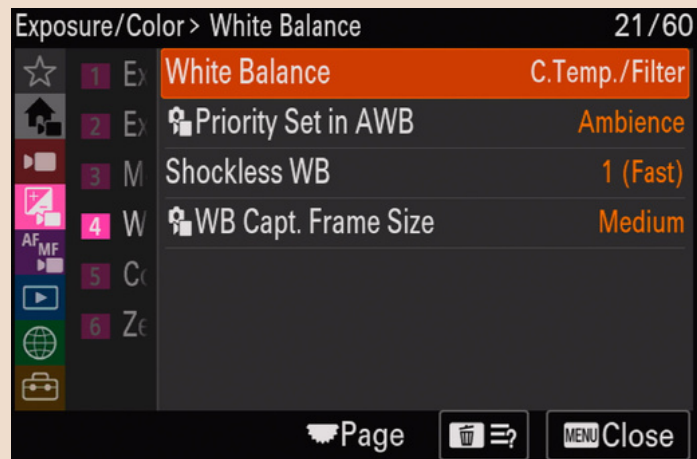 Exposure/Color > White Balance 21/60
1 Ex White Balance C.Temp./Filter
2 Ex Priority Set in AWB Ambience
3 M Shockless WB 1 (Fast)
4 W WB Capt. Frame Size Medium
AF MF
5 Co
6 Ze
Page ? MENU Close